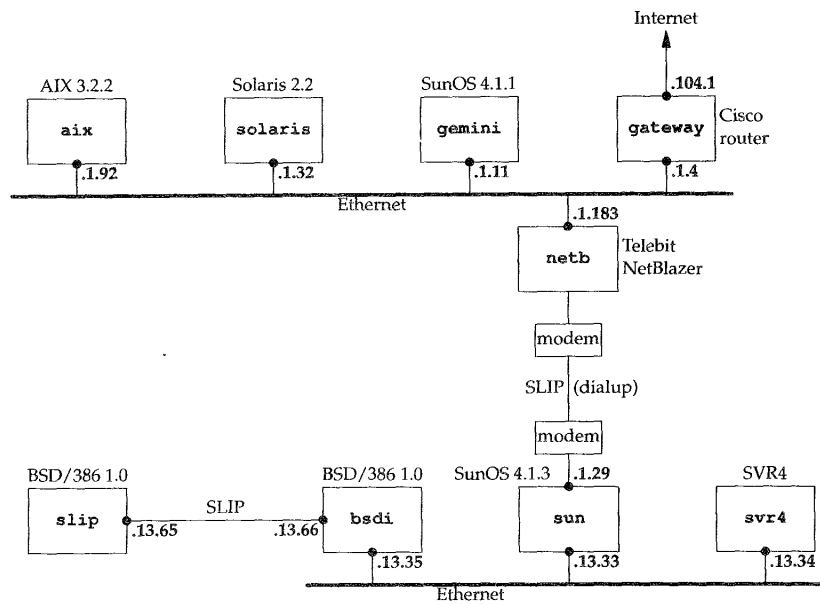 Internet
AIX 3.2.2
Solaris 2.2
SunOS 4.1.1
.104.1
aix
solaris
gemini
gateway
Cisco
router
.1.92
.1.32
.1.11
.1.4
Ethernet
.1.183
netb
Telebit
NetBlazer
modem
SLIP (dialup)
modem
BSD/386 1.0
BSD/386 1.0
SunOS 4.1.3
.1.29
SVR4
slip
SLIP
bsdi
sun
svr4
.13.65
.13.66
.13.35
.13.33
.13.34
Ethernet